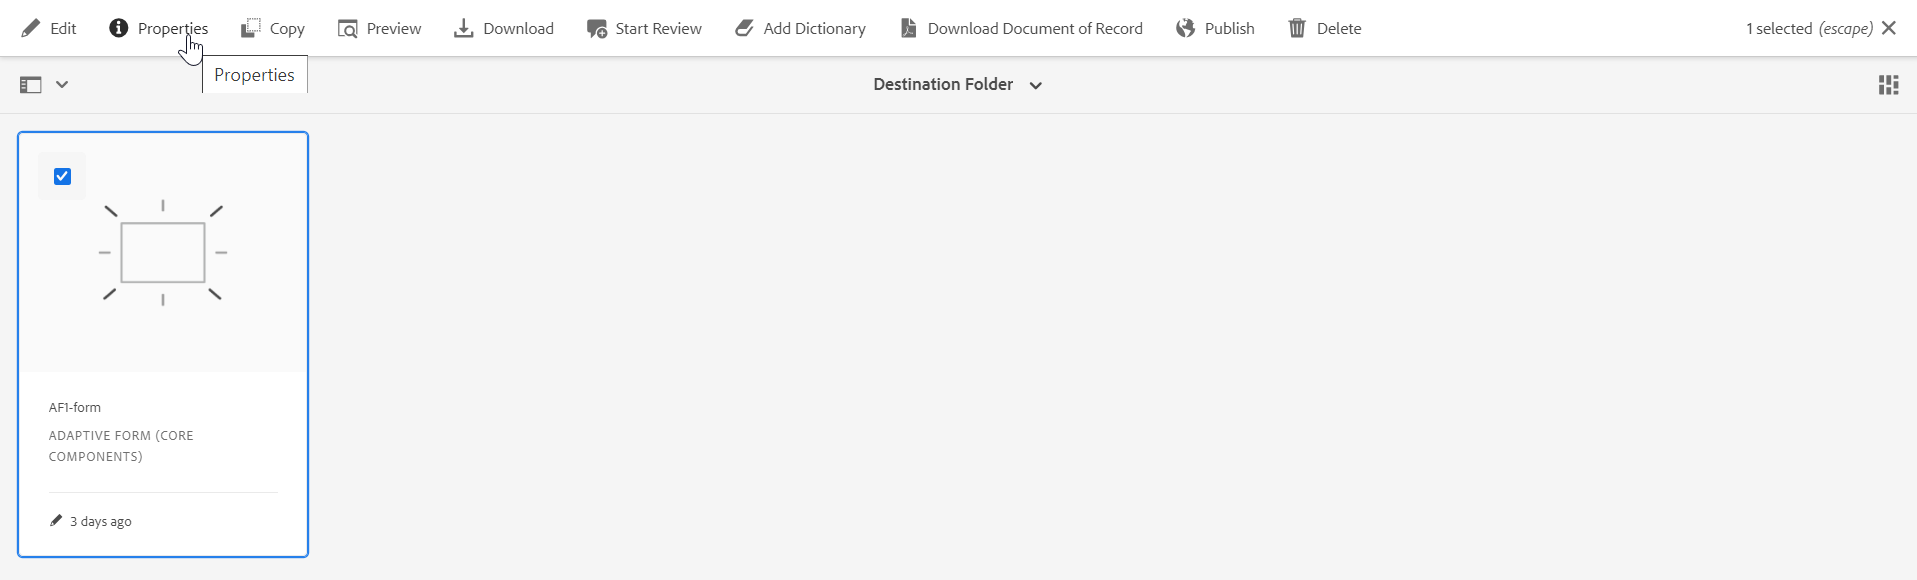 Edit Properties Copy Preview Download Start Review Add Dictionary Download Document of Record Publish Delete 1 selected (escape)
Properties
Destination Folder
AF1-form
ADAPTIVE FORM (CORE
COMPONENTS)
3 days ago